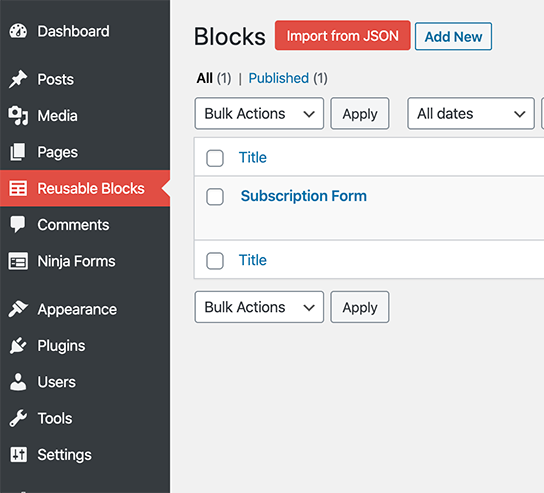 Dashboard
Posts
Media
Pages
Reusable Blocks
Comments
Ninja Forms
Appearance
Plugins
Users
Tools
Settings
Blocks Import from JSON Add New
All (1) | Published (1)
Bulk Actions Apply All dates
Title
Subscription Form
Title
Bulk Actions Apply